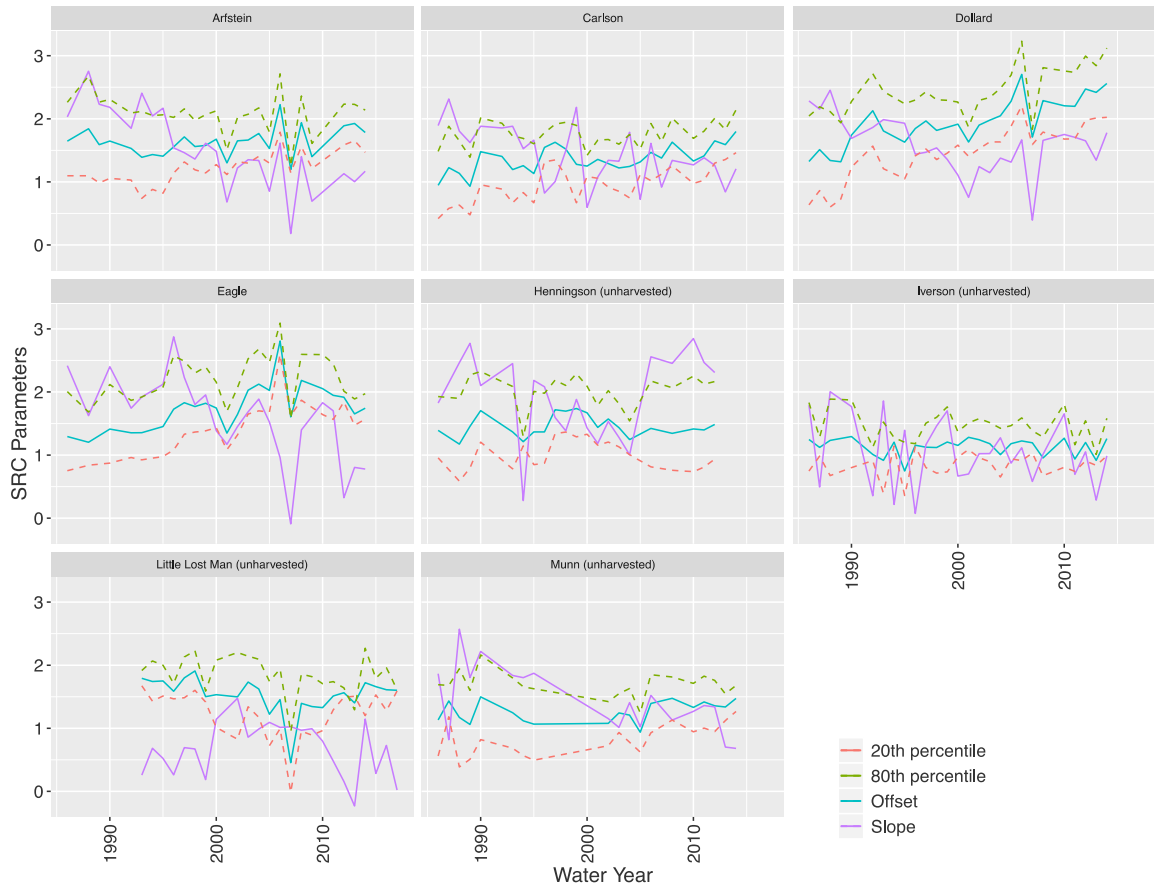 Arfstein
Carlson
Dollard
3
2
1
0
Eagle
Henningson (unharvested)
Iverson (unharvested)
3
2
1
0
SRC Parameters
Little Lost Man (unharvested)
Munn (unharvested)
1990
2000
2010
3
2
1
0
20th percentile
80th percentile
Offset
Slope
1990
2000
2010
1990
2000
2010
Water Year